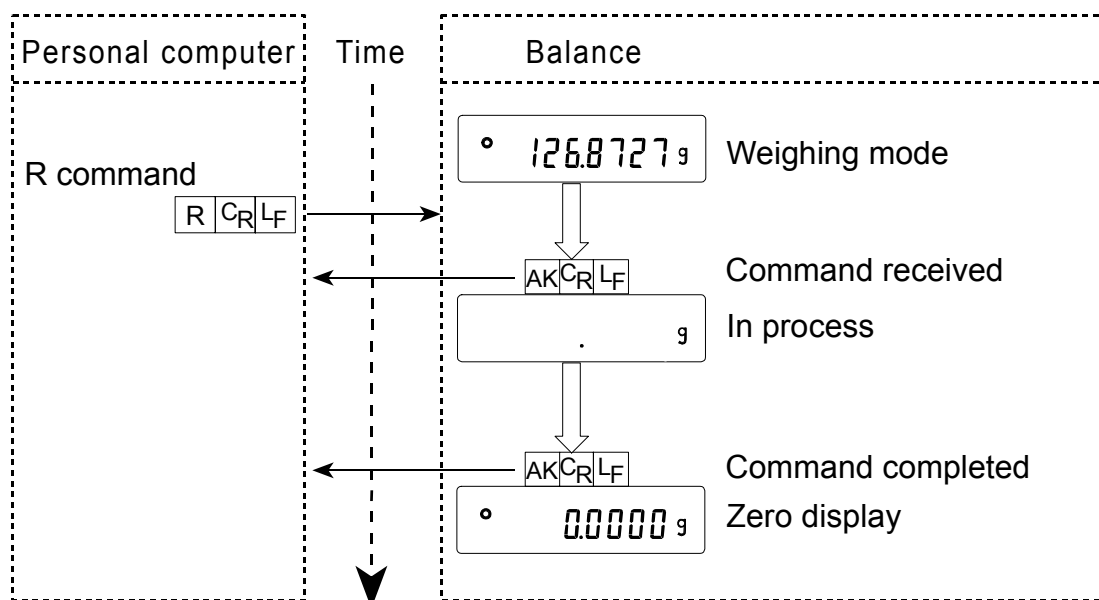 Personal computer Time Balance
126.8727 g Weighing mode
R command
R CR LF
AK CR LF Command received
. g In process
AK CR LF Command completed
0.0000 g Zero display